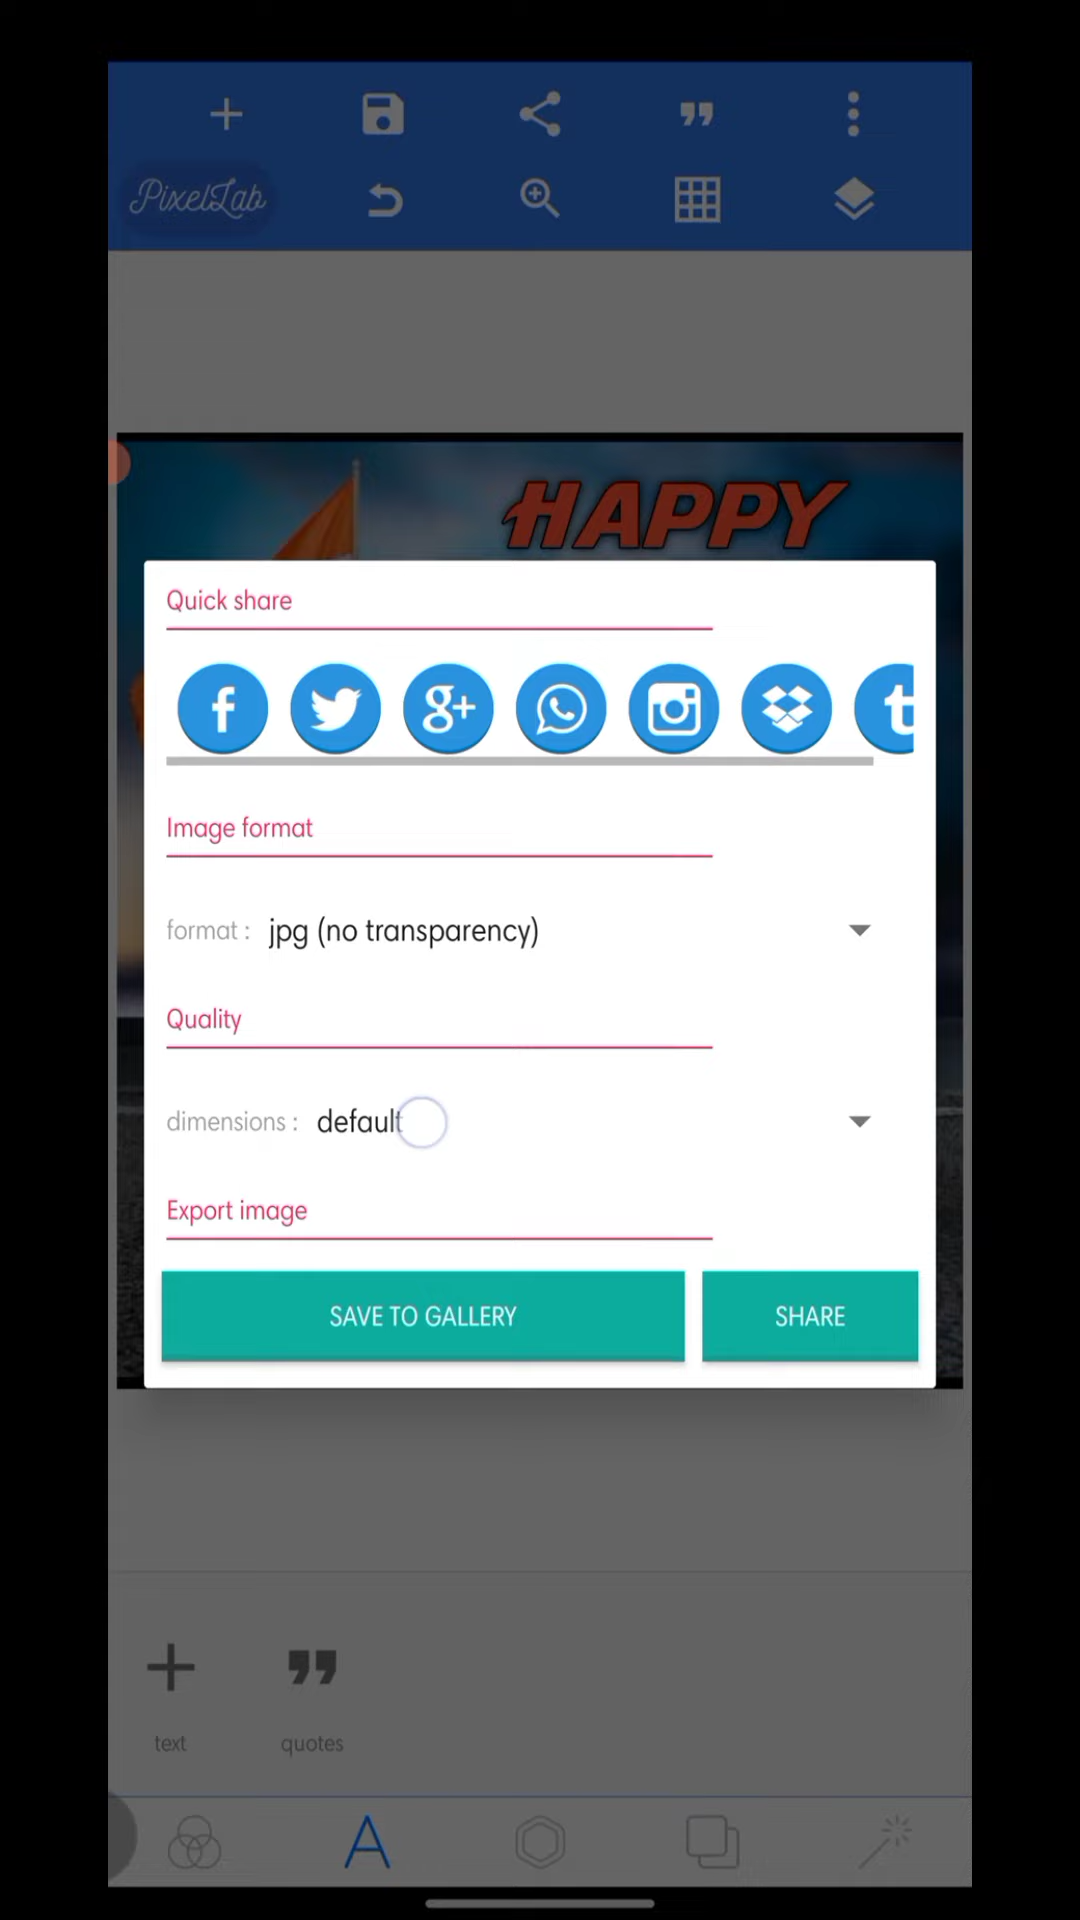 PixelLab
HAPPY
Quick share
Image format
format : jpg (no transparency)
Quality
dimensions : default
Export image
SAVE TO GALLERY SHARE
text quotes